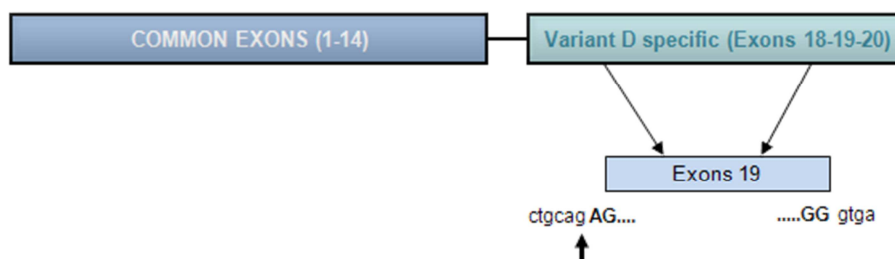 COMMON EXONS (1-14)
Variant D specific (Exons 18-19-20)
Exons 19
ctgcag AG.... .....GG gtga